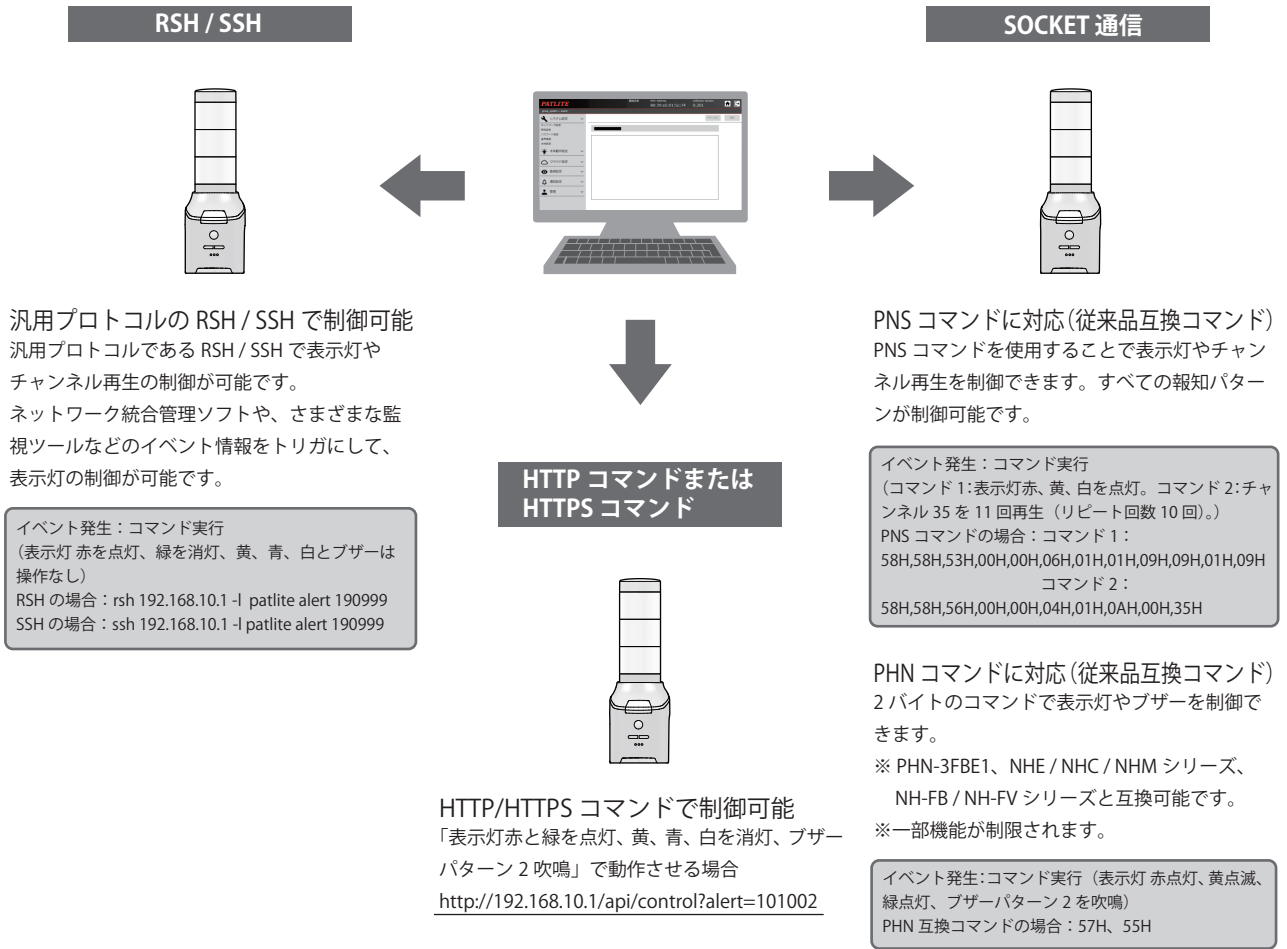 RSH / SSH
SOCKET 通信
PATLITE
汎用プロトコルの RSH / SSH で制御可能
汎用プロトコルである RSH / SSH で表示灯や
チャンネル再生の制御が可能です。
ネットワーク統合管理ソフトや、さまざまな監
視ツールなどのイベント情報をトリガにして、
表示灯の制御が可能です。
イベント発生：コマンド実行
（表示灯 赤を点灯、緑を消灯、黄、青、白とブザーは
操作なし）
RSH の場合：rsh 192.168.10.1 -l patlite alert 190999
SSH の場合：ssh 192.168.10.1 -l patlite alert 190999
HTTP コマンドまたは
HTTPS コマンド
HTTP/HTTPS コマンドで制御可能
「表示灯赤と緑を点灯、黄、青、白を消灯、ブザー
パターン 2 吹鳴」で動作させる場合
http://192.168.10.1/api/control?alert=101002
PNS コマンドに対応（従来品互換コマンド）
PNS コマンドを使用することで表示灯やチャン
ネル再生を制御できます。すべての報知パター
ンが制御可能です。
イベント発生：コマンド実行
（コマンド 1：表示灯赤、黄、白を点灯。コマンド 2：チャ
ンネル 35 を 11 回再生（リピート回数 10 回）。）
PNS コマンドの場合：コマンド 1：
58H,58H,53H,00H,00H,06H,01H,01H,09H,09H,01H,09H
コマンド 2：
58H,58H,56H,00H,00H,04H,01H,0AH,00H,35H
PHN コマンドに対応（従来品互換コマンド）
2 バイトのコマンドで表示灯やブザーを制御で
きます。
※ PHN-3FBE1、NHE / NHC / NHM シリーズ、
NH-FB / NH-FV シリーズと互換可能です。
※一部機能が制限されます。
イベント発生：コマンド実行（表示灯 赤点灯、黄点滅、
緑点灯、ブザーパターン 2 を吹鳴）
PHN 互換コマンドの場合：57H、55H